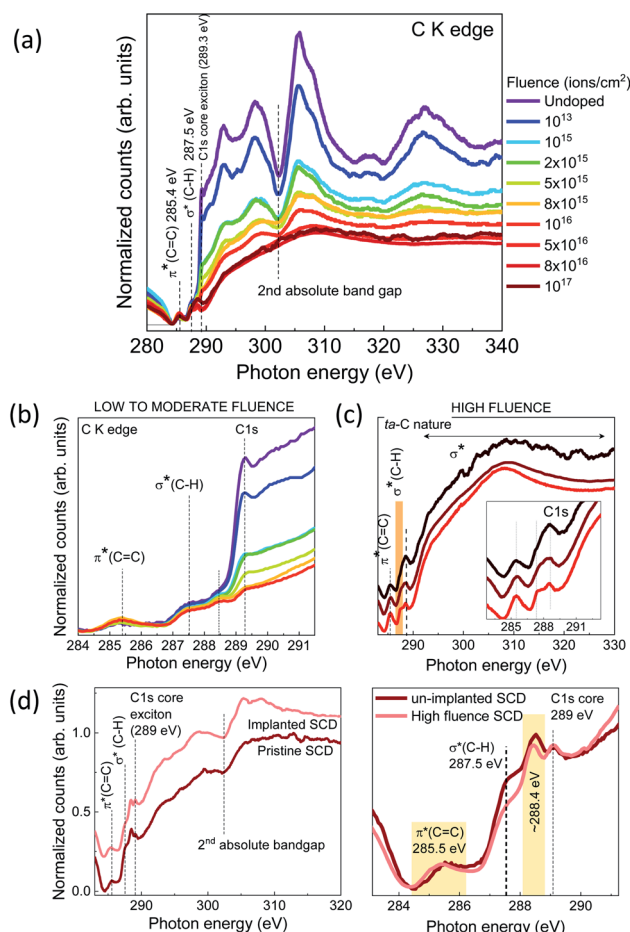 (a)
C K edge
Normalized counts (arb. units)
π*(C=C) 285.4 eV
σ*(C-H) 287.5 eV
C1s core exciton (289.3 eV)
2nd absolute band gap
Fluence (ions/cm²)
Undoped
10¹³
10¹⁵
2x10¹⁵
5x10¹⁵
8x10¹⁵
10¹⁶
5x10¹⁶
8x10¹⁶
10¹⁷
280 290 300 310 320 330 340
Photon energy (eV)
(b)
LOW TO MODERATE FLUENCE
C K edge
C1s
σ*(C-H)
π*(C=C)
Normalized counts (arb. units)
284 285 286 287 288 289 290 291
Photon energy (eV)
(c)
HIGH FLUENCE
ta-C nature
σ*
σ*(C-H)
π*(C=C)
C1s
285 288 291
Normalized counts (arb. units)
290 300 310 320 330
Photon energy (eV)
(d)
Normalized counts (arb. units)
1.0
0.5
0.0
C1s core
exciton
(289 eV)
σ*(C-H)
π*(C=C)
Implanted SCD
Pristine SCD
2nd absolute bandgap
290 300 310 320
Photon energy (eV)
un-implanted SCD
High fluence SCD
C1s core
289 eV
σ*(C-H)
287.5 eV
~288.4 eV
π*(C=C)
285.5 eV
284 286 288 290
Photon energy (eV)